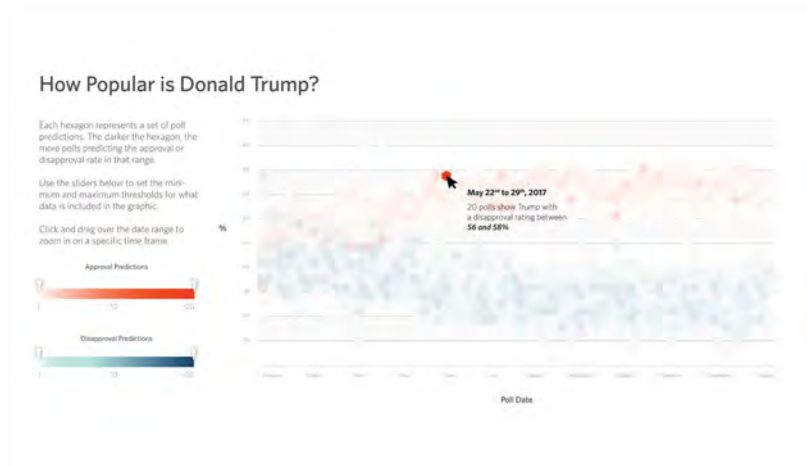 How Popular is Donald Trump?
Each hexagon represents a set of poll
predictions. The darker the hexagon, the
more polls predicting the approval or
disapproval rate in that range.
Use the sliders below to set the mini-
mum and maximum thresholds for what
data is included in the graphic.
Click and drag over the date range to
zoom in on a specific time frame.
%
May 22nd to 29th, 2017
20 polls show Trump with
a disapproval rating between
56 and 58%
Approval Predictions
Disapproval Predictions
Poll Date